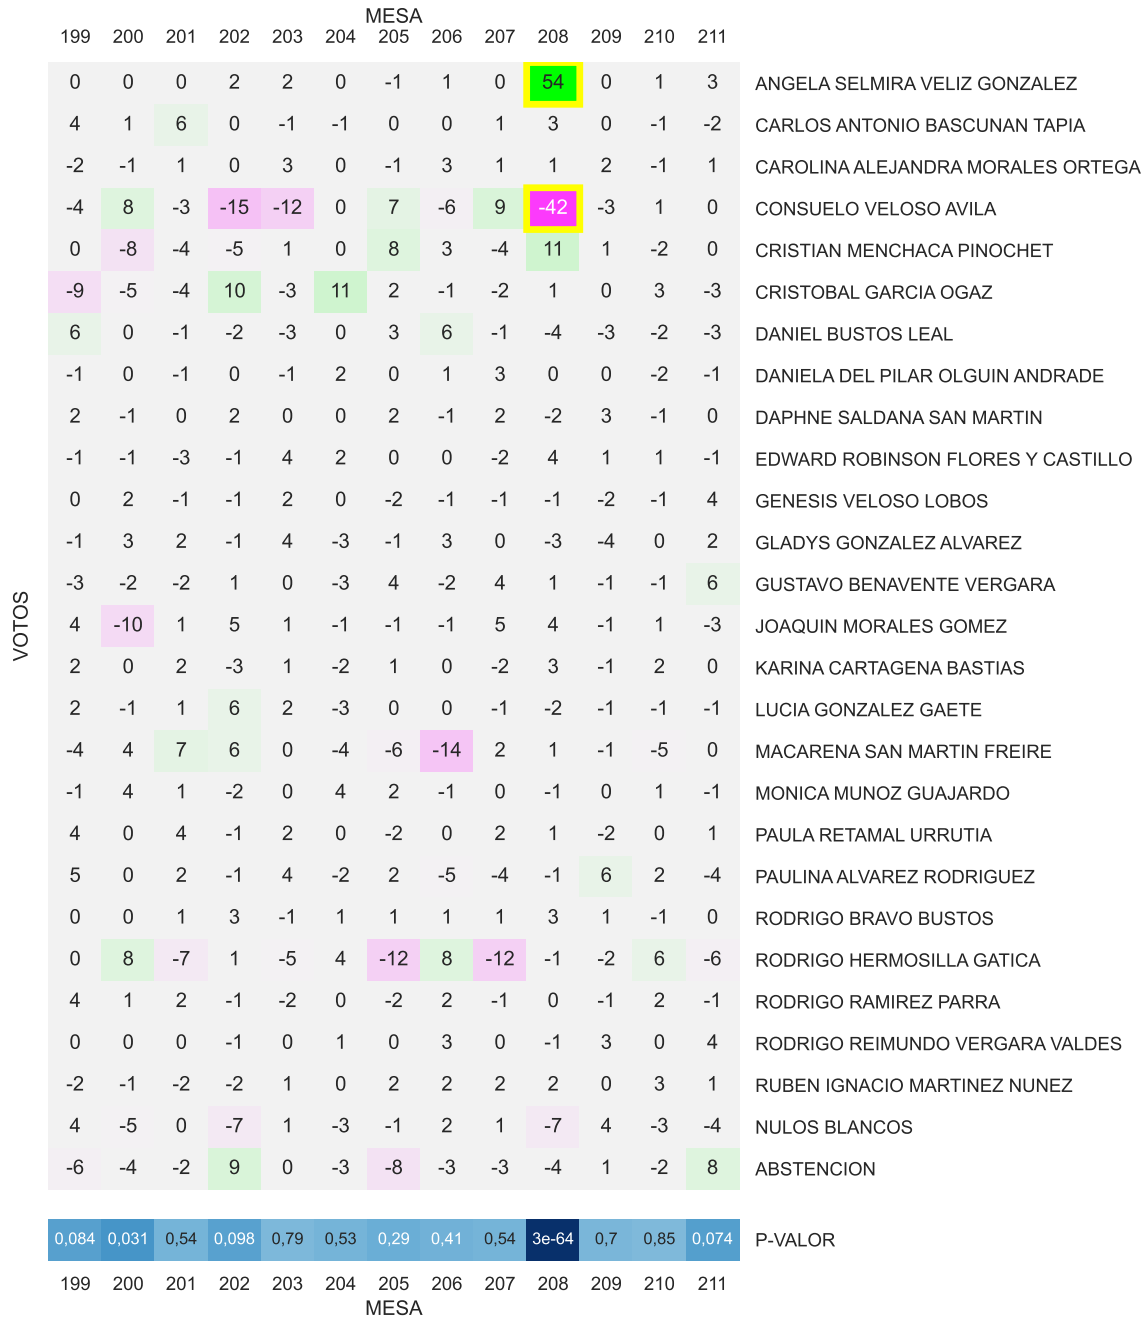 MESA
199 200 201 202 203 204 205 206 207 208 209 210 211
VOTOS
0 0 0 2 2 0 -1 1 0 54 0 1 3 ANGELA SELMIRA VELIZ GONZALEZ
4 1 6 0 -1 -1 0 0 1 3 0 -1 -2 CARLOS ANTONIO BASCUNAN TAPIA
-2 -1 1 0 3 0 -1 3 1 1 2 -1 1 CAROLINA ALEJANDRA MORALES ORTEGA
-4 8 -3 -15 -12 0 7 -6 9 -42 -3 1 0 CONSUELO VELOSO AVILA
0 -8 -4 -5 1 0 8 3 -4 11 1 -2 0 CRISTIAN MENCHACA PINOCHET
-9 -5 -4 10 -3 11 2 -1 -2 1 0 3 -3 CRISTOBAL GARCIA OGAZ
6 0 -1 -2 -3 0 3 6 -1 -4 -3 -2 -3 DANIEL BUSTOS LEAL
-1 0 -1 0 -1 2 0 1 3 0 0 -2 -1 DANIELA DEL PILAR OLGUIN ANDRADE
2 -1 0 2 0 0 2 -1 2 -2 3 -1 0 DAPHNE SALDANA SAN MARTIN
-1 -1 -3 -1 4 2 0 0 -2 4 1 1 -1 EDWARD ROBINSON FLORES Y CASTILLO
0 2 -1 -1 2 0 -2 -1 -1 -1 -2 -1 4 GENESIS VELOSO LOBOS
-1 3 2 -1 4 -3 -1 3 0 -3 -4 0 2 GLADYS GONZALEZ ALVAREZ
-3 -2 -2 1 0 -3 4 -2 4 1 -1 -1 6 GUSTAVO BENAVENTE VERGARA
4 -10 1 5 1 -1 -1 -1 5 4 -1 1 -3 JOAQUIN MORALES GOMEZ
2 0 2 -3 1 -2 1 0 -2 3 -1 2 0 KARINA CARTAGENA BASTIAS
2 -1 1 6 2 -3 0 0 -1 -2 -1 -1 -1 LUCIA GONZALEZ GAETE
-4 4 7 6 0 -4 -6 -14 2 1 -1 -5 0 MACARENA SAN MARTIN FREIRE
-1 4 1 -2 0 4 2 -1 0 -1 0 1 -1 MONICA MUNOZ GUAJARDO
4 0 4 -1 2 0 -2 0 2 1 -2 0 1 PAULA RETAMAL URRUTIA
5 0 2 -1 4 -2 2 -5 -4 -1 6 2 -4 PAULINA ALVAREZ RODRIGUEZ
0 0 1 3 -1 1 1 1 1 3 1 -1 0 RODRIGO BRAVO BUSTOS
0 8 -7 1 -5 4 -12 8 -12 -1 -2 6 -6 RODRIGO HERMOSILLA GATICA
4 1 2 -1 -2 0 -2 2 -1 0 -1 2 -1 RODRIGO RAMIREZ PARRA
0 0 0 -1 0 1 0 3 0 -1 3 0 4 RODRIGO REIMUNDO VERGARA VALDES
-2 -1 -2 -2 1 0 2 2 2 2 0 3 1 RUBEN IGNACIO MARTINEZ NUNEZ
4 -5 0 -7 1 -3 -1 2 1 -7 4 -3 -4 NULOS BLANCOS
-6 -4 -2 9 0 -3 -8 -3 -3 -4 1 -2 8 ABSTENCION
0,084 0,031 0,54 0,098 0,79 0,53 0,29 0,41 0,54 3e-64 0,7 0,85 0,074 P-VALOR
199 200 201 202 203 204 205 206 207 208 209 210 211
MESA